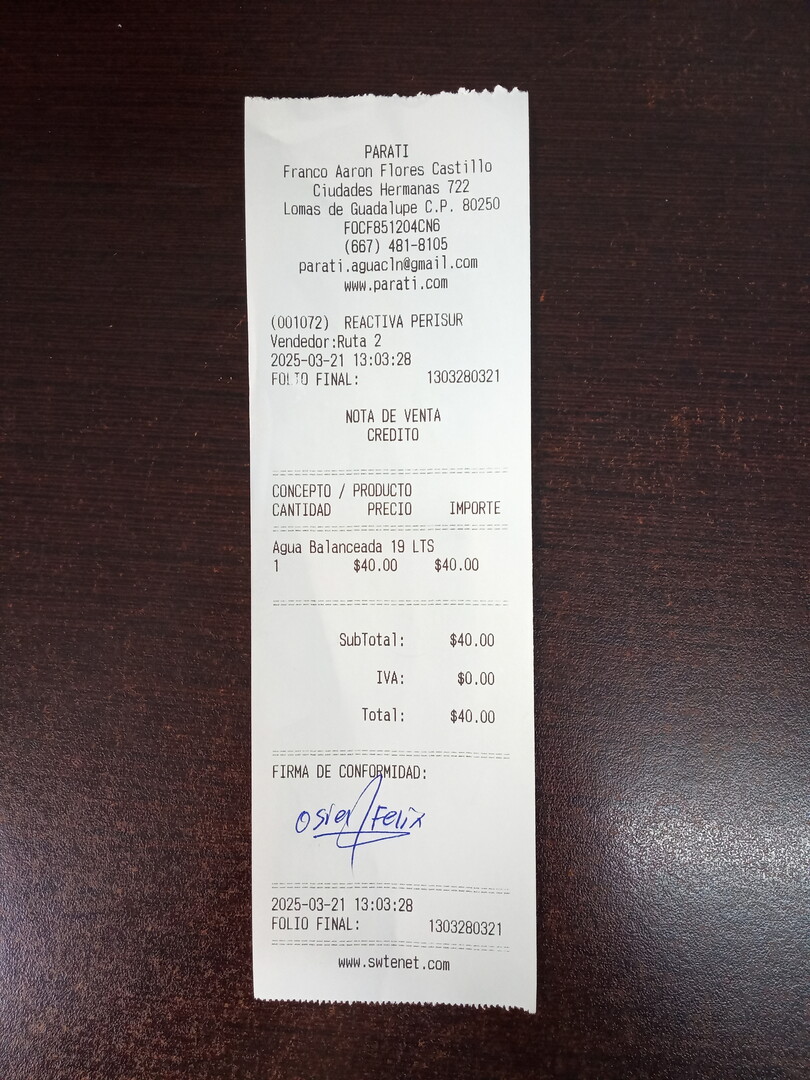 PARATI
Franco Aaron Flores Castillo
Ciudades Hermanas 722
Lomas de Guadalupe C.P. 80250
FOCF851204CN6
(667) 481-8105
parati.aguacln@gmail.com
www.parati.com
(001072) REACTIVA PERISUR
Vendedor:Ruta 2
2025-03-21 13:03:28
FOLIO FINAL: 1303280321
NOTA DE VENTA
CREDITO
CONCEPTO / PRODUCTO
CANTIDAD PRECIO IMPORTE
Agua Balanceada 19 LTS
1 $40.00 $40.00
SubTotal: $40.00
IVA: $0.00
Total: $40.00
FIRMA DE CONFORMIDAD:
Osiel Felix
2025-03-21 13:03:28
FOLIO FINAL: 1303280321
www.swtenet.com